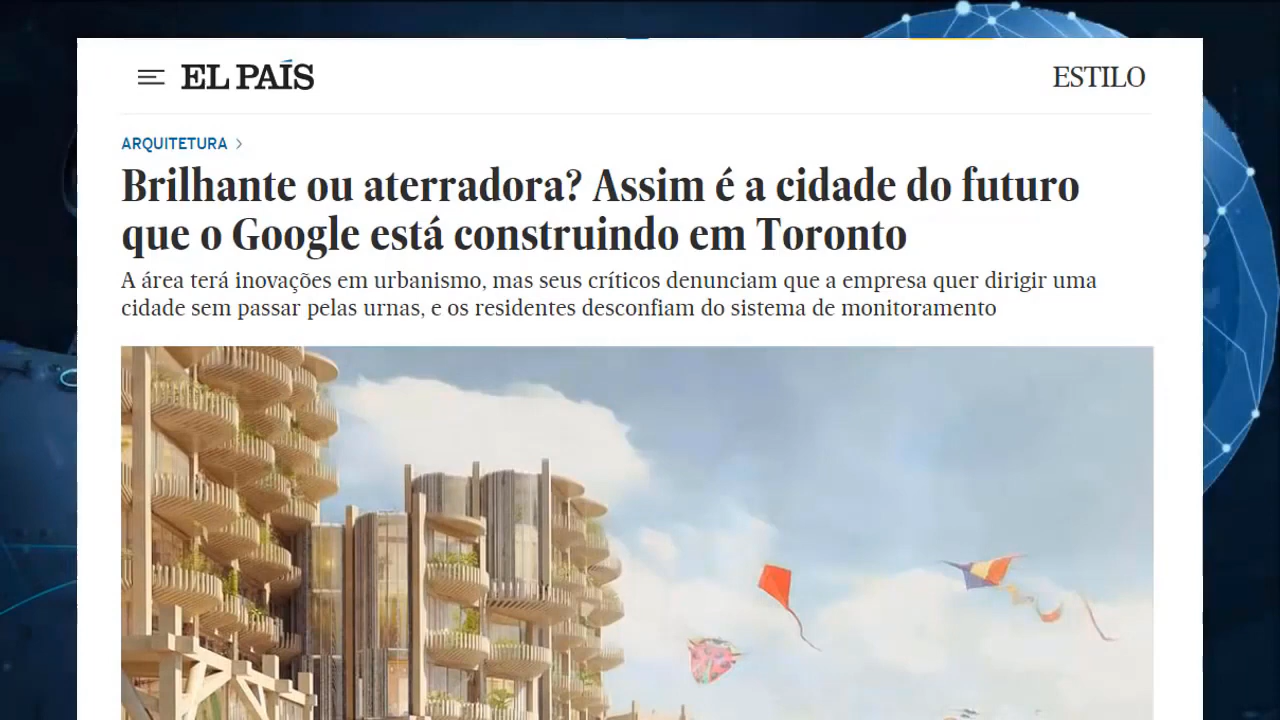 EL PAÍS
ESTILO
ARQUITETURA >
Brilhante ou aterradora? Assim é a cidade do futuro
que o Google está construindo em Toronto
A área terá inovações em urbanismo, mas seus críticos denunciam que a empresa quer dirigir uma
cidade sem passar pelas urnas, e os residentes desconfiam do sistema de monitoramento